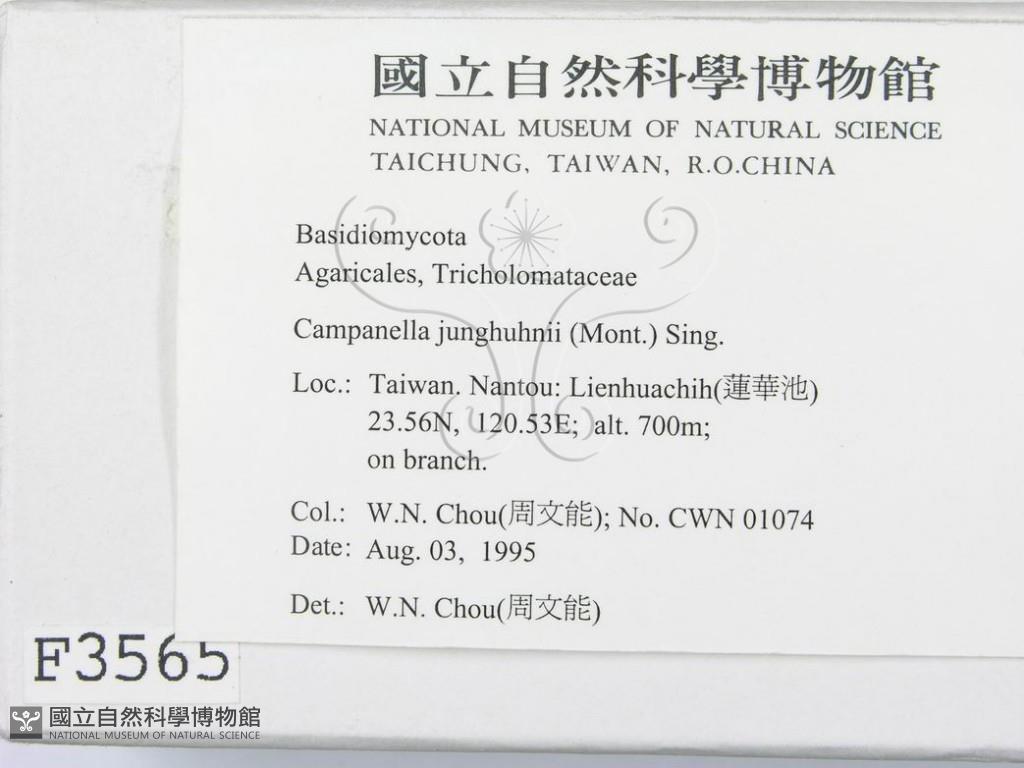 國立自然科學博物館
NATIONAL MUSEUM OF NATURAL SCIENCE
TAICHUNG, TAIWAN, R.O.CHINA
Basidiomycota
Agaricales, Tricholomataceae
Campanella junghuhnii (Mont.) Sing.
Loc.: Taiwan. Nantou: Lienhuachih(蓮華池)
23.56N, 120.53E; alt. 700m;
on branch.
Col.: W.N. Chou(周文能); No. CWN 01074
Date: Aug. 03, 1995
Det.: W.N. Chou(周文能)
F3565
國立自然科學博物館
NATIONAL MUSEUM OF NATURAL SCIENCE